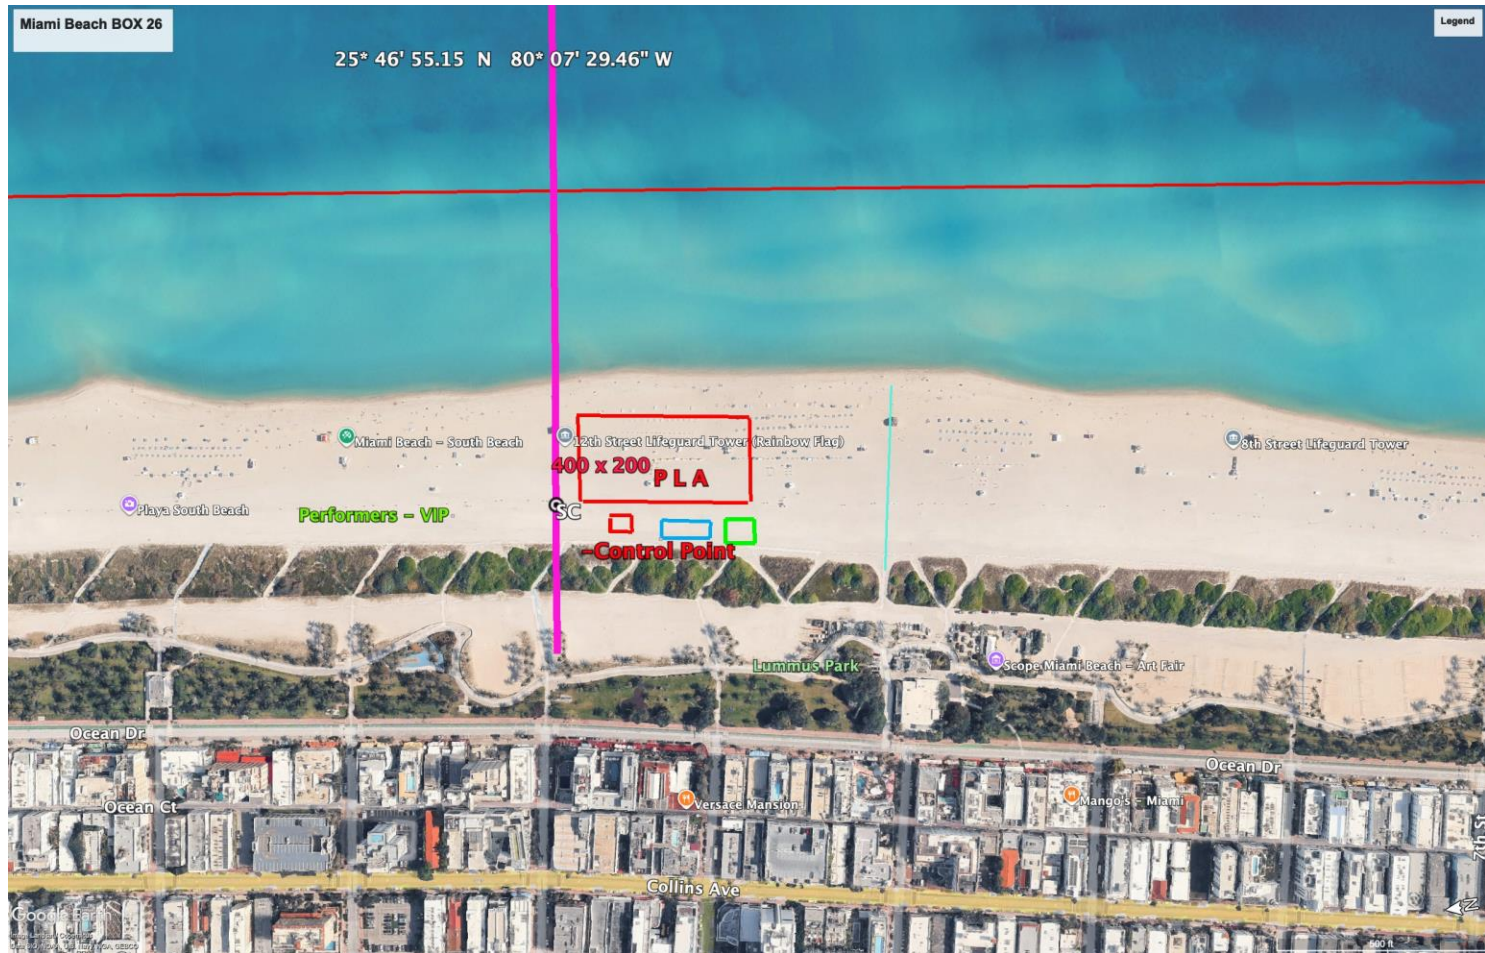 Miami Beach BOX 26
Legend
25* 46' 55.15 N 80* 07' 29.46" W
Miami Beach - South Beach
12th Street Lifeguard Tower (Rainbow Flag)
8th Street Lifeguard Tower
400 x 200
P L A
Playa South Beach
Performers - VIP
SC
-Control Point
Lummus Park
Scope Miami Beach - Art Fair
Ocean Dr
Ocean Dr
Ocean Ct
Versace Mansion
Mango's - Miami
7th St
Collins Ave
Google Earth
N
500 ft